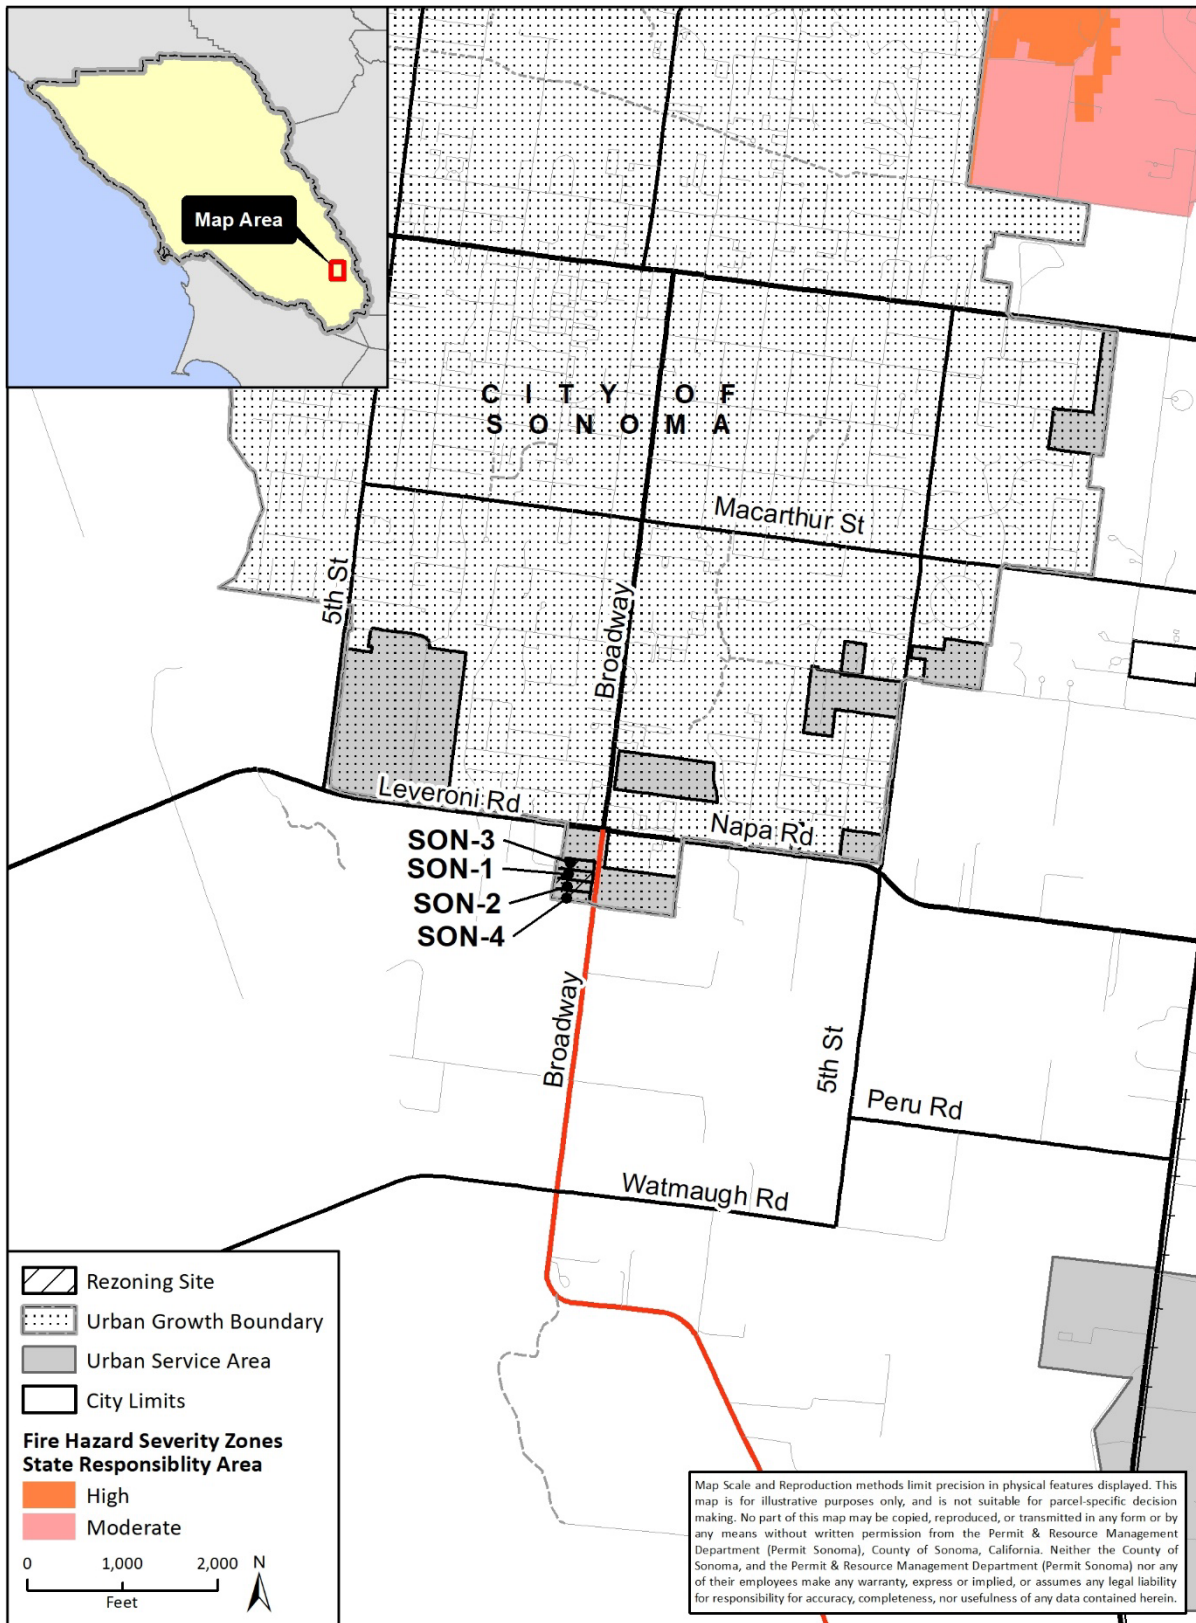 Map Area
CITY OF
SONOMA
Macarthur St
5th St
Broadway
Leveroni Rd
Napa Rd
SON-3
SON-1
SON-2
SON-4
Broadway
5th St
Peru Rd
Watmaugh Rd
Rezoning Site
Urban Growth Boundary
Urban Service Area
City Limits
Fire Hazard Severity Zones
State Responsiblity Area
High
Moderate
0 1,000 2,000 N
Feet
Map Scale and Reproduction methods limit precision in physical features displayed. This
map is for illustrative purposes only, and is not suitable for parcel-specific decision
making. No part of this map may be copied, reproduced, or transmitted in any form or by
any means without written permission from the Permit & Resource Management
Department (Permit Sonoma), County of Sonoma, California. Neither the County of
Sonoma, and the Permit & Resource Management Department (Permit Sonoma) nor any
of their employees make any warranty, express or implied, or assumes any legal liability
for responsibility for accuracy, completeness, nor usefulness of any data contained herein.